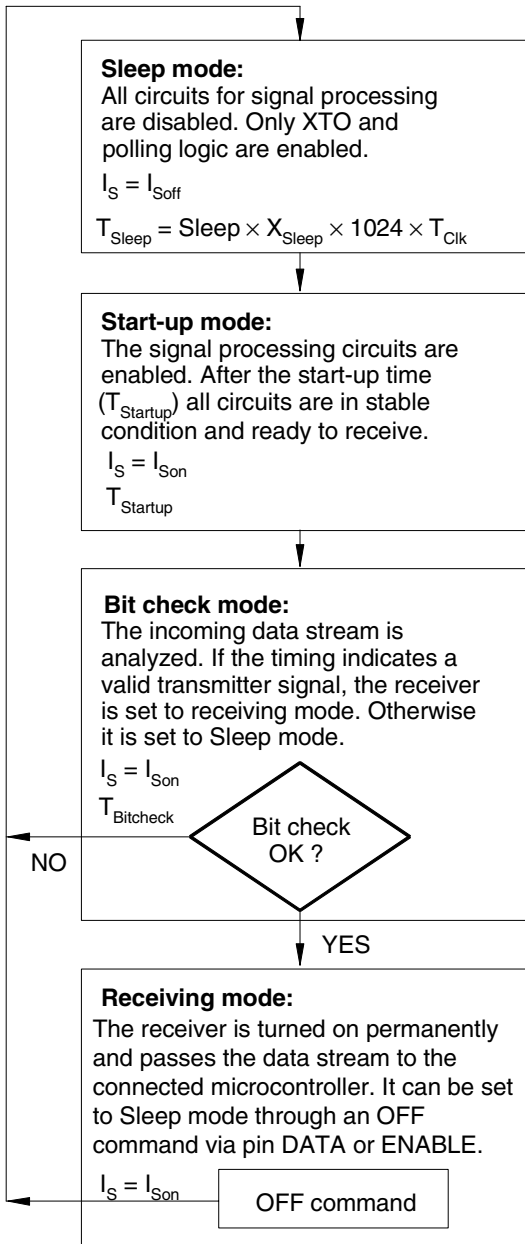 Sleep mode:
All circuits for signal processing
are disabled. Only XTO and
polling logic are enabled.
I_S = I_Soff
T_Sleep = Sleep × X_Sleep × 1024 × T_Clk
Start-up mode:
The signal processing circuits are
enabled. After the start-up time
(T_Startup) all circuits are in stable
condition and ready to receive.
I_S = I_Son
T_Startup
Bit check mode:
The incoming data stream is
analyzed. If the timing indicates a
valid transmitter signal, the receiver
is set to receiving mode. Otherwise
it is set to Sleep mode.
I_S = I_Son
T_Bitcheck
Bit check
OK ?
NO
YES
Receiving mode:
The receiver is turned on permanently
and passes the data stream to the
connected microcontroller. It can be set
to Sleep mode through an OFF
command via pin DATA or ENABLE.
I_S = I_Son
OFF command